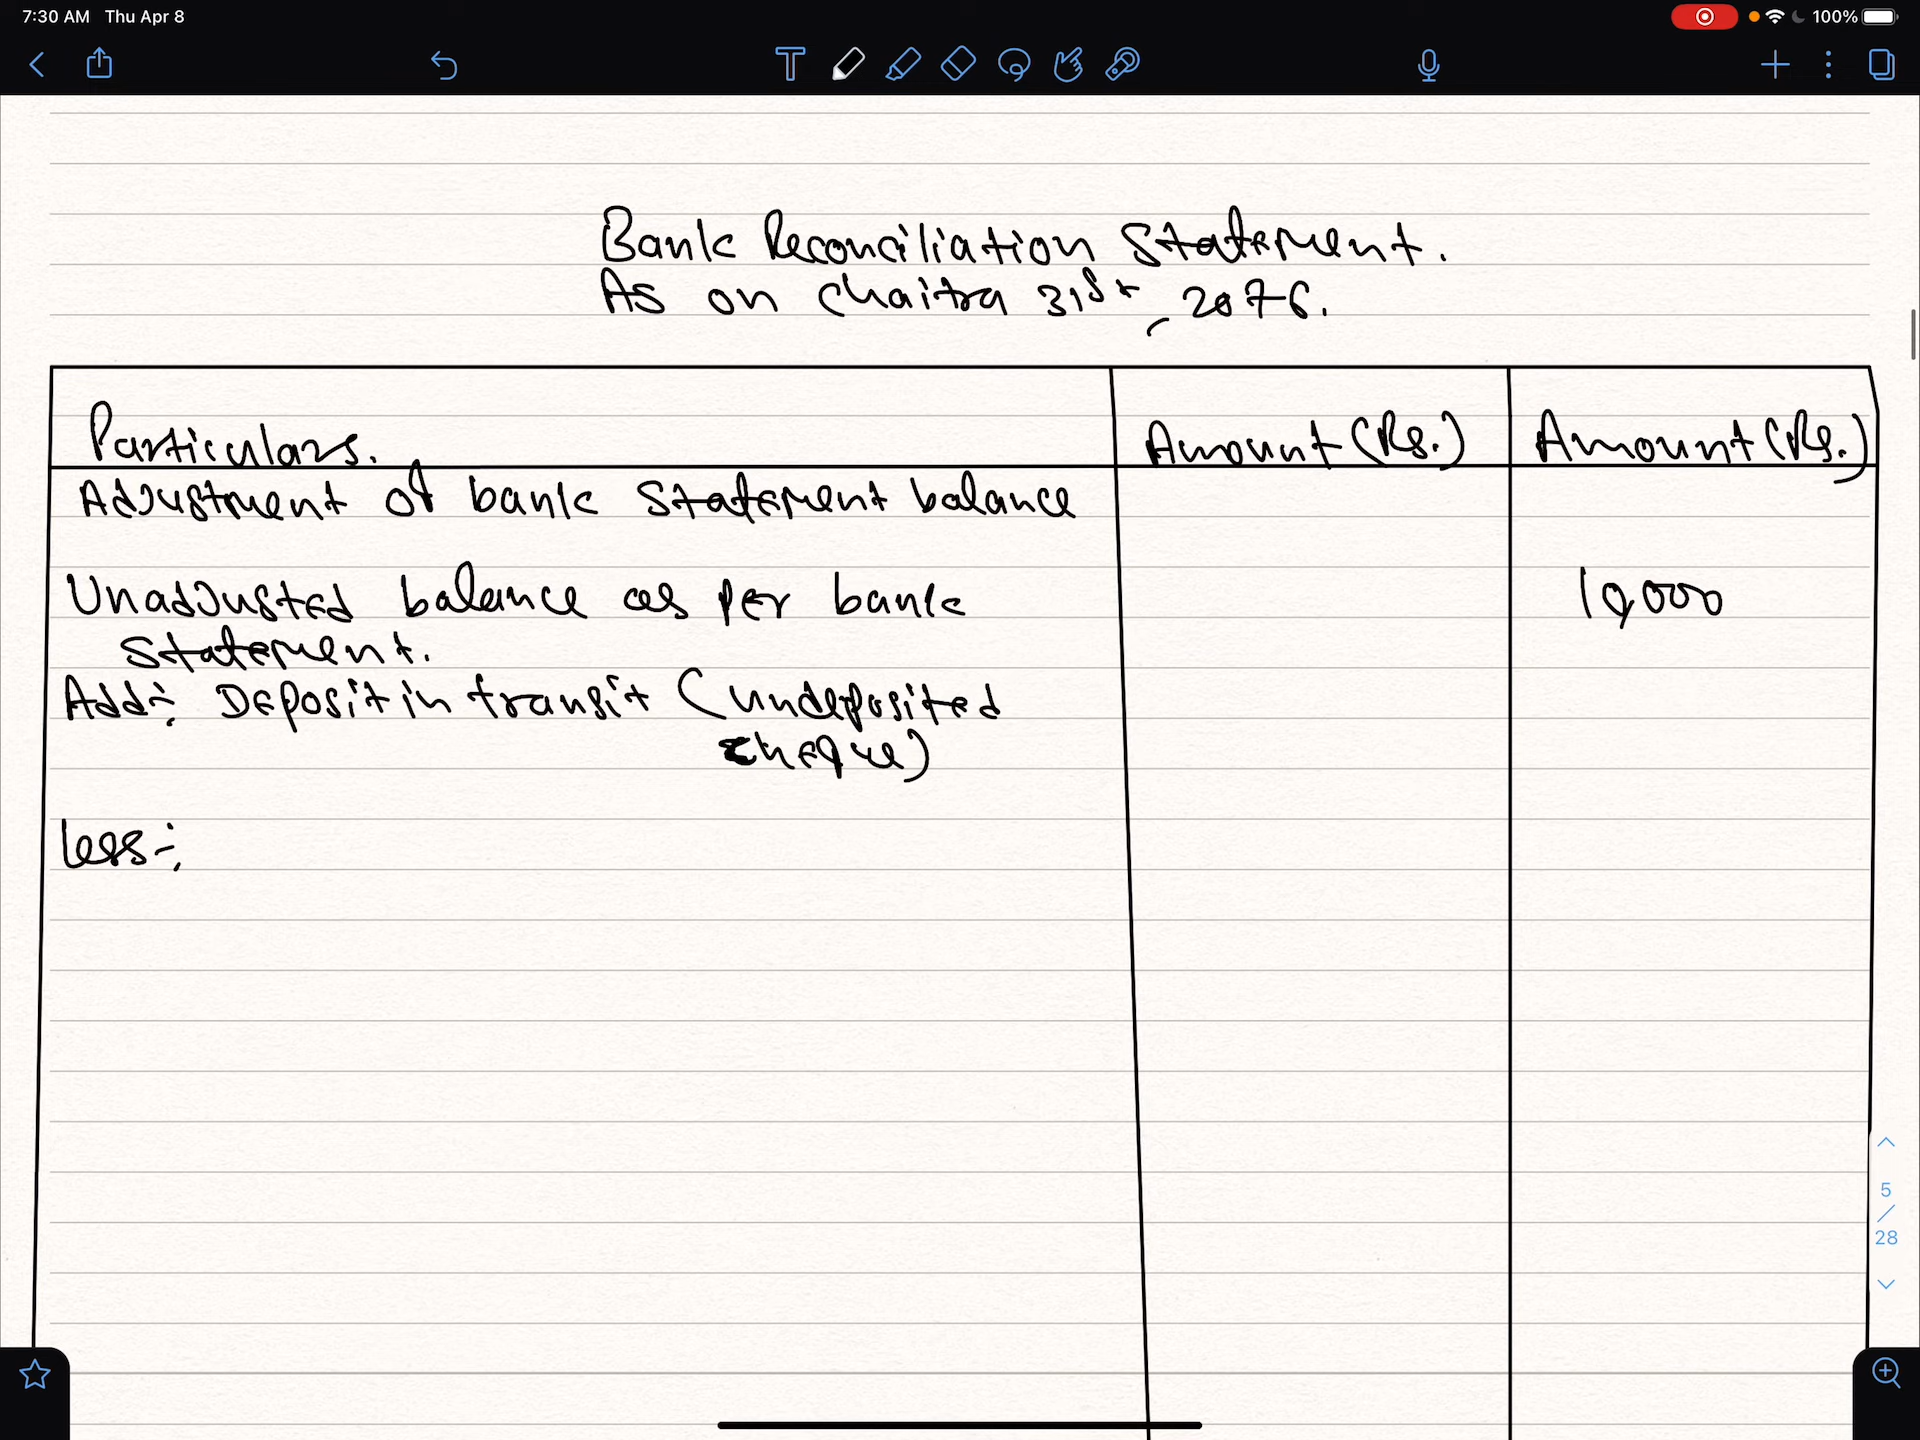 7:30 AM Thu Apr 8
100%
Bank Reconciliation Statement.
As on Chaitra 31st, 2076.
Particulars. Amount (Rs.) Amount (Rs.)
Adjustment of bank statement balance
Unadjusted balance as per bank 10,000
statement.
Add:- Deposit in transit (undeposited
cheque)
Less:-
5
/
28